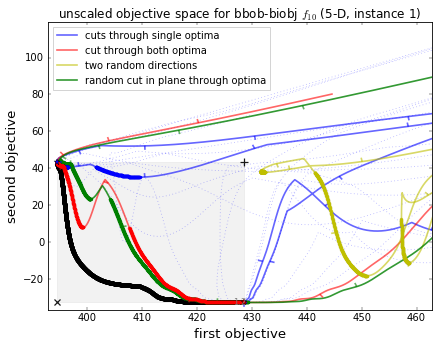 unscaled objective space for bbob-biobj f10 (5-D, instance 1)
cuts through single optima
cut through both optima
two random directions
random cut in plane through optima
second objective
100
80
60
40
20
0
−20
400
410
420
430
440
450
460
first objective